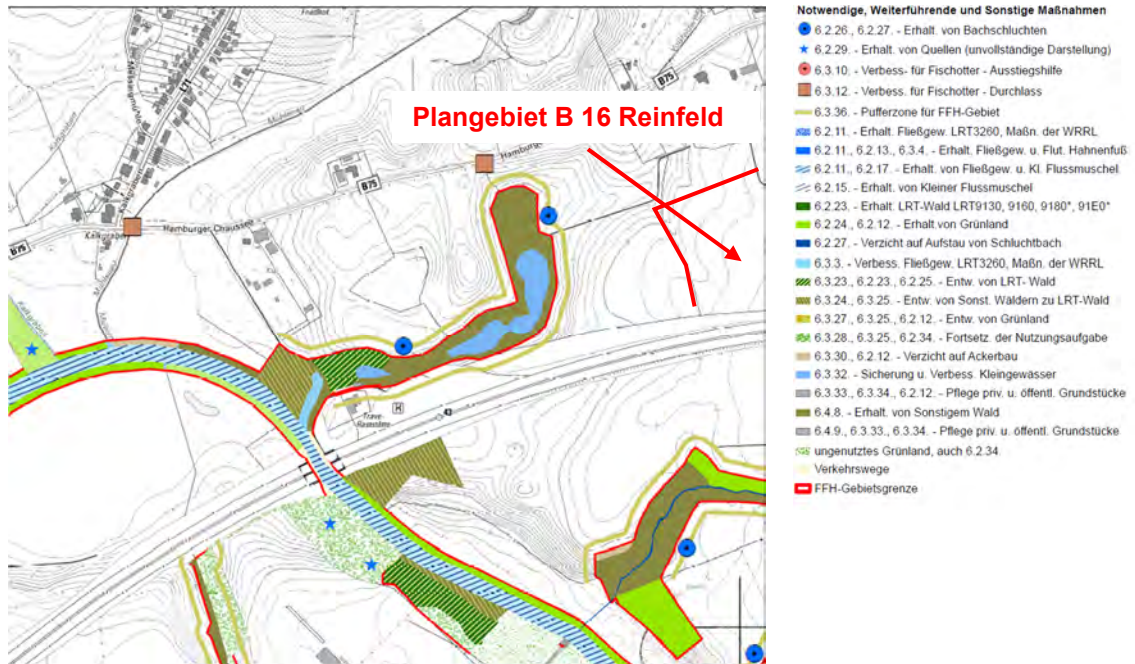 Friedhof
L71
Mühlenau
B75
Plangebiet B 16 Reinfeld
Hamburg
B75
B75
Kalkgraben
Hamburger Chaussee
Kalkgraben
43
Notwendige, Weiterführende und Sonstige Maßnahmen
6.2.26., 6.2.27. - Erhalt. von Bachschluchten
6.2.29. - Erhalt. von Quellen (unvollständige Darstellung)
6.3.10. - Verbess- für Fischotter - Ausstiegshilfe
6.3.12. - Verbess. für Fischotter - Durchlass
6.3.36. - Pufferzone für FFH-Gebiet
6.2.11. - Erhalt. Fließgew. LRT3260, Maßn. der WRRL
6.2.11., 6.2.13., 6.3.4. - Erhalt. Fließgew. u. Flut. Hahnenfuß
6.2.11., 6.2.17. - Erhalt. von Fließgew. u. Kl. Flussmuschel
6.2.15. - Erhalt. von Kleiner Flussmuschel
6.2.23. - Erhalt. LRT-Wald LRT9130, 9160, 9180*, 91E0*
6.2.24., 6.2.12. - Erhalt.von Grünland
6.2.27. - Verzicht auf Aufstau von Schluchtbach
6.3.3. - Verbess. Fließgew. LRT3260, Maßn. der WRRL
6.3.23., 6.2.23., 6.2.25. - Entw. von LRT- Wald
6.3.24., 6.3.25. - Entw. von Sonst. Wäldern zu LRT-Wald
6.3.27., 6.3.25., 6.2.12. - Entw. von Grünland
6.3.28., 6.3.25., 6.2.34. - Fortsetz. der Nutzungsaufgabe
6.3.30., 6.2.12. - Verzicht auf Ackerbau
6.3.32. - Sicherung u. Verbess. Kleingewässer
6.3.33., 6.3.34., 6.2.12. - Pflege priv. u. öffentl. Grundstücke
6.4.8. - Erhalt. von Sonstigem Wald
6.4.9., 6.3.33., 6.3.34. - Pflege priv. u. öffentl. Grundstücke
ungenutztes Grünland, auch 6.2.34
Verkehrswege
FFH-Gebietsgrenze